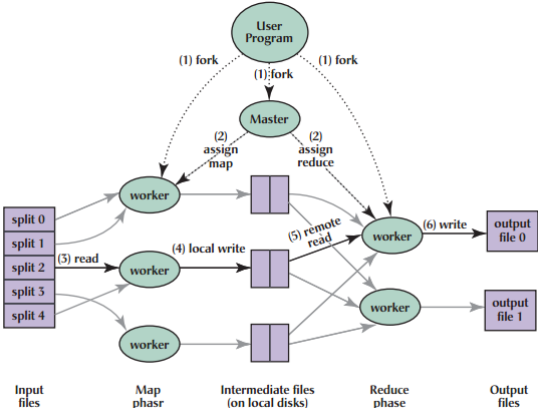 User
Program
(1) fork
(1) fork
(1) fork
Master
(2)
assign
map
(2)
assign
reduce
worker
split 0
split 1
split 2
split 3
split 4
(3) read
(4) local write
worker
(5) remote
read
worker
(6) write
output
file 0
worker
worker
output
file 1
Input
files
Map
phasr
Intermediate files
(on local disks)
Reduce
phase
Output
files